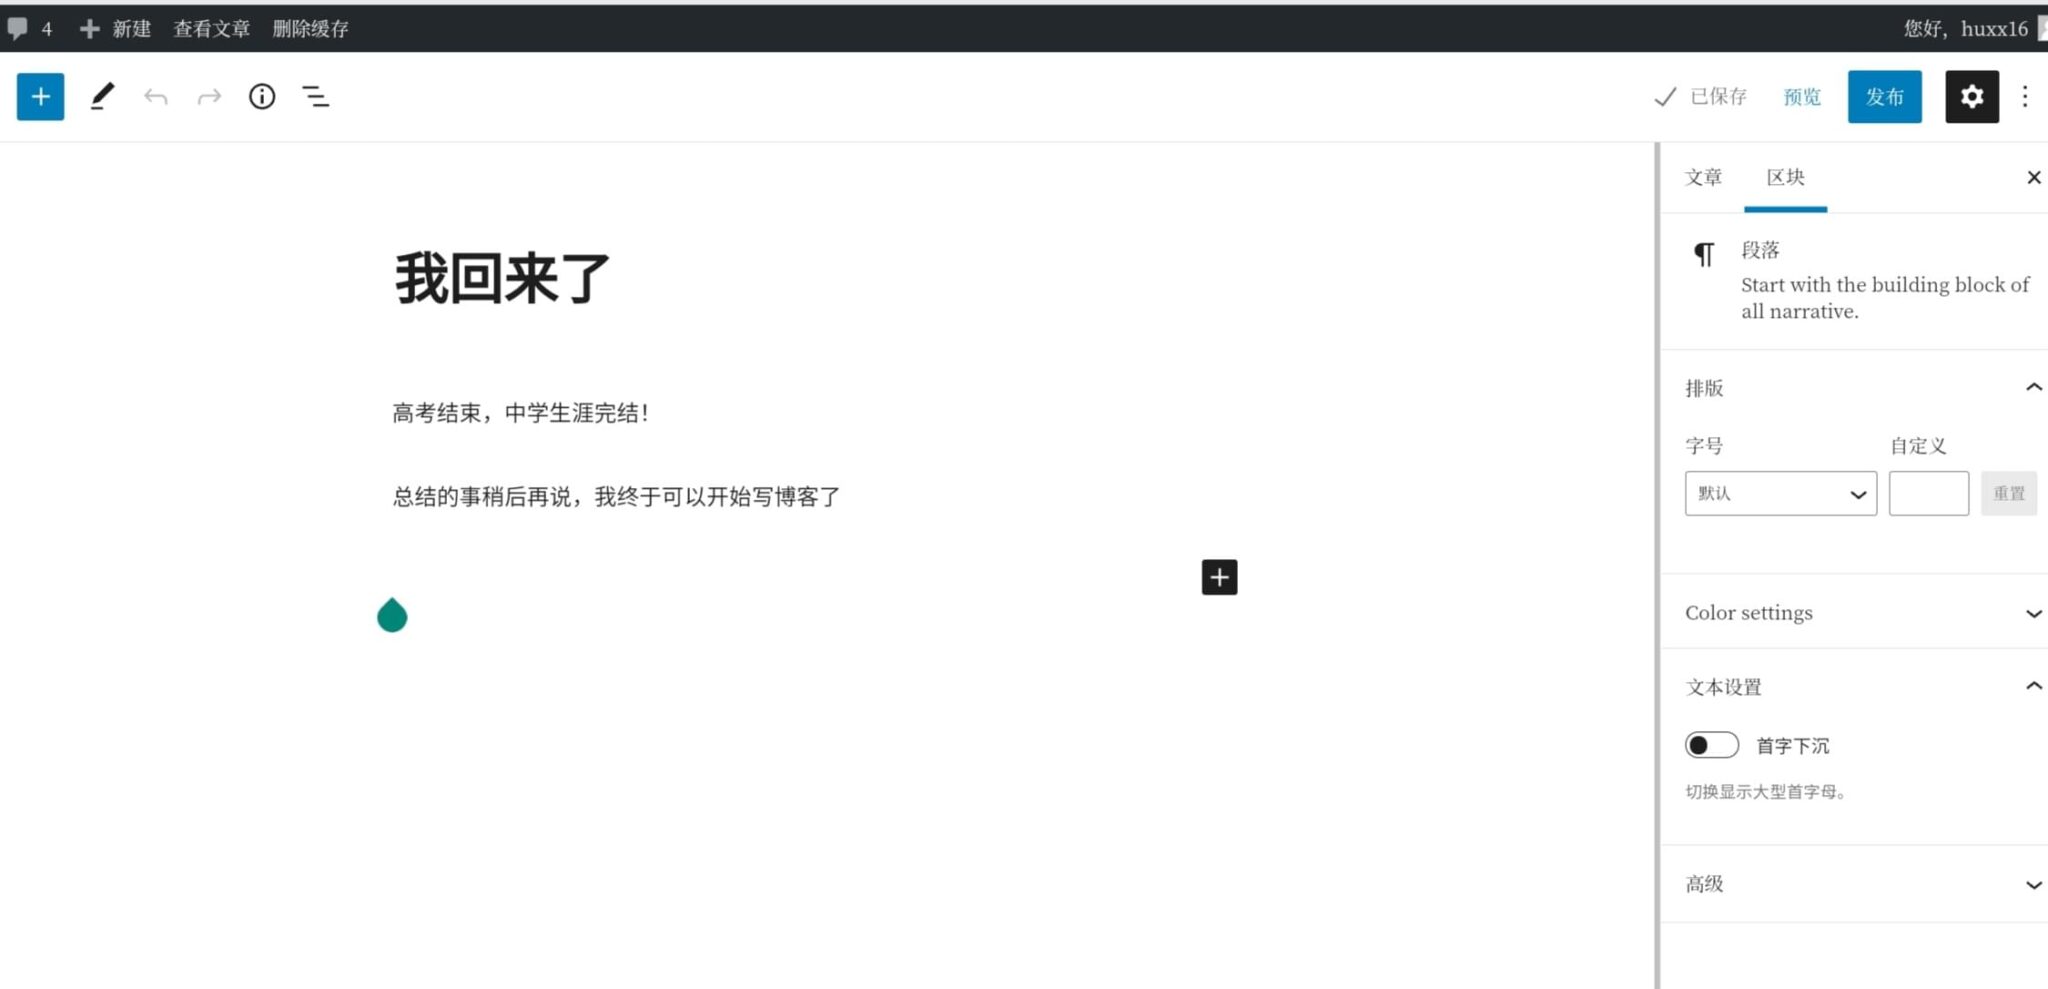 4 新建 查看文章 删除缓存 您好，huxx16
已保存 预览 发布
文章 区块
我回来了
段落
Start with the building block of
all narrative.
排版
高考结束，中学生涯完结！
字号 自定义
总结的事稍后再说，我终于可以开始写博客了
默认 重置
Color settings
文本设置
首字下沉
切换显示大型首字母。
高级